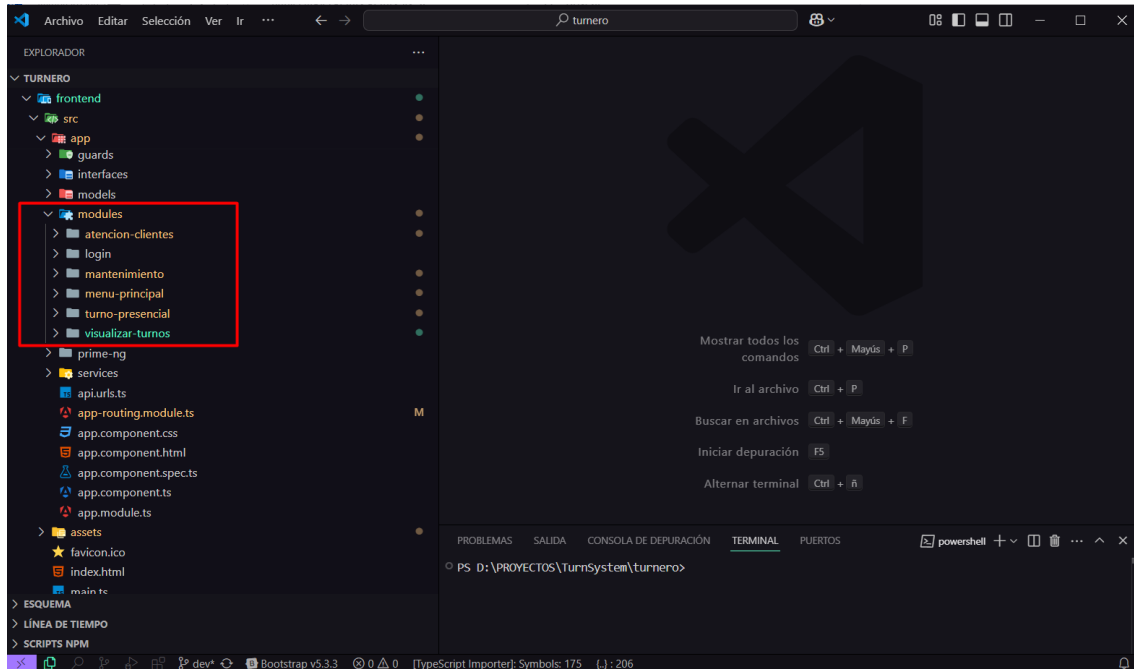 Archivo Editar Selección Ver Ir ··· ← → turnero
EXPLORADOR ···
TURNERO
frontend
src
app
guards
interfaces
models
modules
atencion-clientes
login
mantenimiento
menu-principal
turno-presencial
visualizar-turnos
prime-ng
services
api.urls.ts
app-routing.module.ts M
app.component.css
app.component.html
app.component.spec.ts
app.component.ts
app.module.ts
assets
favicon.ico
index.html
main.ts
ESQUEMA
LÍNEA DE TIEMPO
SCRIPTS NPM
Mostrar todos los comandos Ctrl + Mayús + P
Ir al archivo Ctrl + P
Buscar en archivos Ctrl + Mayús + F
Iniciar depuración F5
Alternar terminal Ctrl + ñ
PROBLEMAS SALIDA CONSOLA DE DEPURACIÓN TERMINAL PUERTOS powershell
PS D:\PROYECTOS\TurnSystem\turnero>
dev* Bootstrap v5.3.3 0 0 [TypeScript Importer]: Symbols: 175 {..} : 206